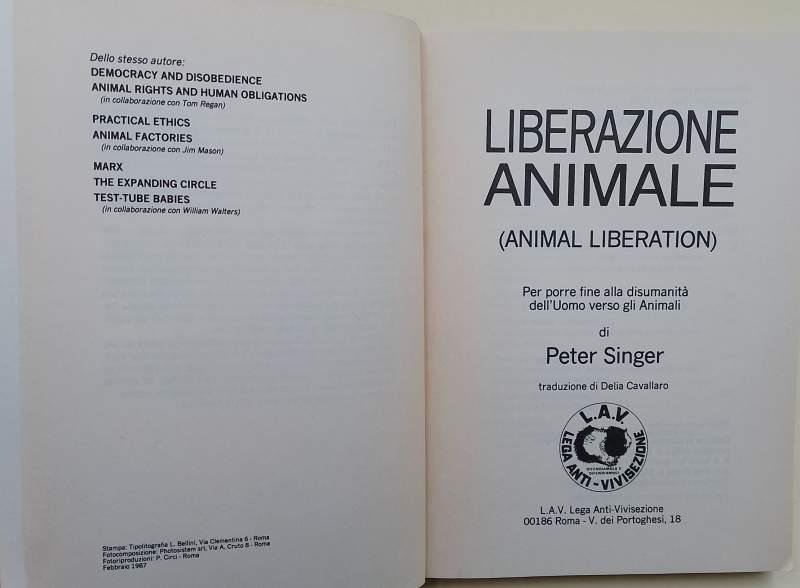 Dello stesso autore:
DEMOCRACY AND DISOBEDIENCE
ANIMAL RIGHTS AND HUMAN OBLIGATIONS
(in collaborazione con Tom Regan)
PRACTICAL ETHICS
ANIMAL FACTORIES
(in collaborazione con Jim Mason)
MARX
THE EXPANDING CIRCLE
TEST-TUBE BABIES
(in collaborazione con William Walters)
Stampa: Tipolitografia L. Bellini, Via Clementina 6 - Roma
Fotocomposizione: Photosistem srl, Via A. Cruto 8 - Roma
Fotoriproduzioni: P. Circi - Roma
Febbraio 1987
LIBERAZIONE
ANIMALE
(ANIMAL LIBERATION)
Per porre fine alla disumanità
dell'Uomo verso gli Animali
di
Peter Singer
traduzione di Delia Cavallaro
L.A.V.
LEGA ANTI-VIVISEZIONE
L.A.V. Lega Anti-Vivisezione
00186 Roma - V. dei Portoghesi, 18